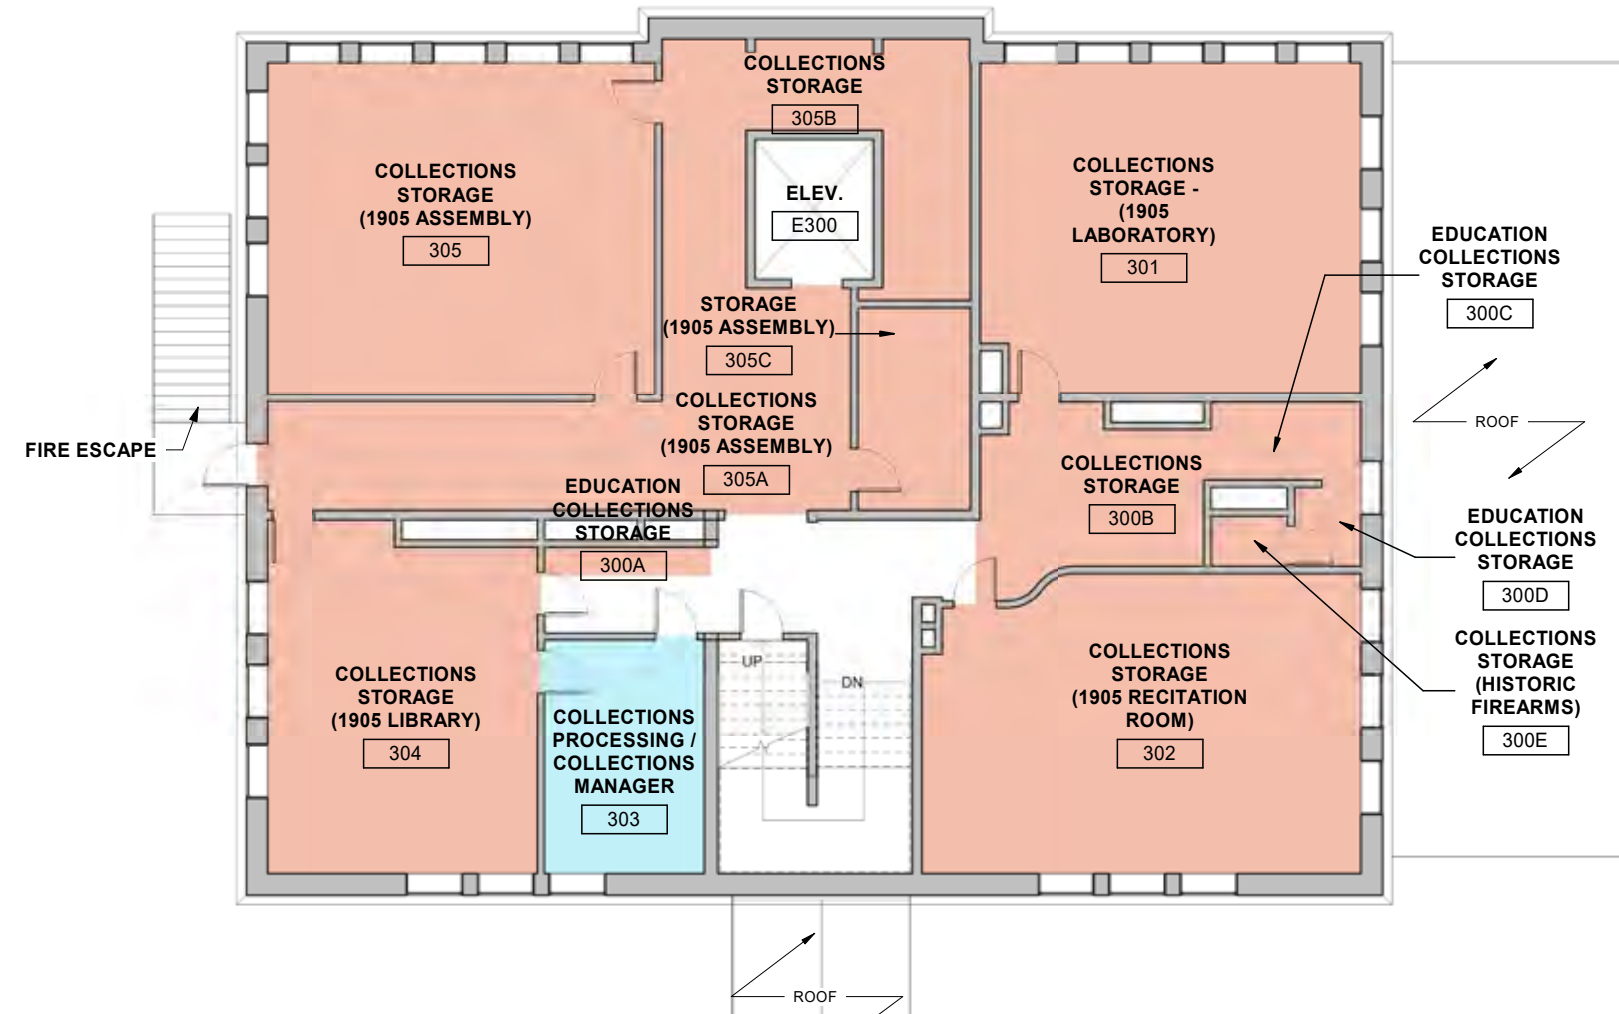 COLLECTIONS
STORAGE
305B
COLLECTIONS
STORAGE
(1905 ASSEMBLY)
305
ELEV.
E300
COLLECTIONS
STORAGE -
(1905
LABORATORY)
301
EDUCATION
COLLECTIONS
STORAGE
300C
STORAGE
(1905 ASSEMBLY)
305C
COLLECTIONS
STORAGE
(1905 ASSEMBLY)
305A
ROOF
FIRE ESCAPE
COLLECTIONS
STORAGE
300B
EDUCATION
COLLECTIONS
STORAGE
300A
EDUCATION
COLLECTIONS
STORAGE
300D
COLLECTIONS
STORAGE
(HISTORIC
FIREARMS)
300E
COLLECTIONS
STORAGE
(1905 LIBRARY)
304
COLLECTIONS
PROCESSING /
COLLECTIONS
MANAGER
303
UP
DN
COLLECTIONS
STORAGE
(1905 RECITATION
ROOM)
302
ROOF